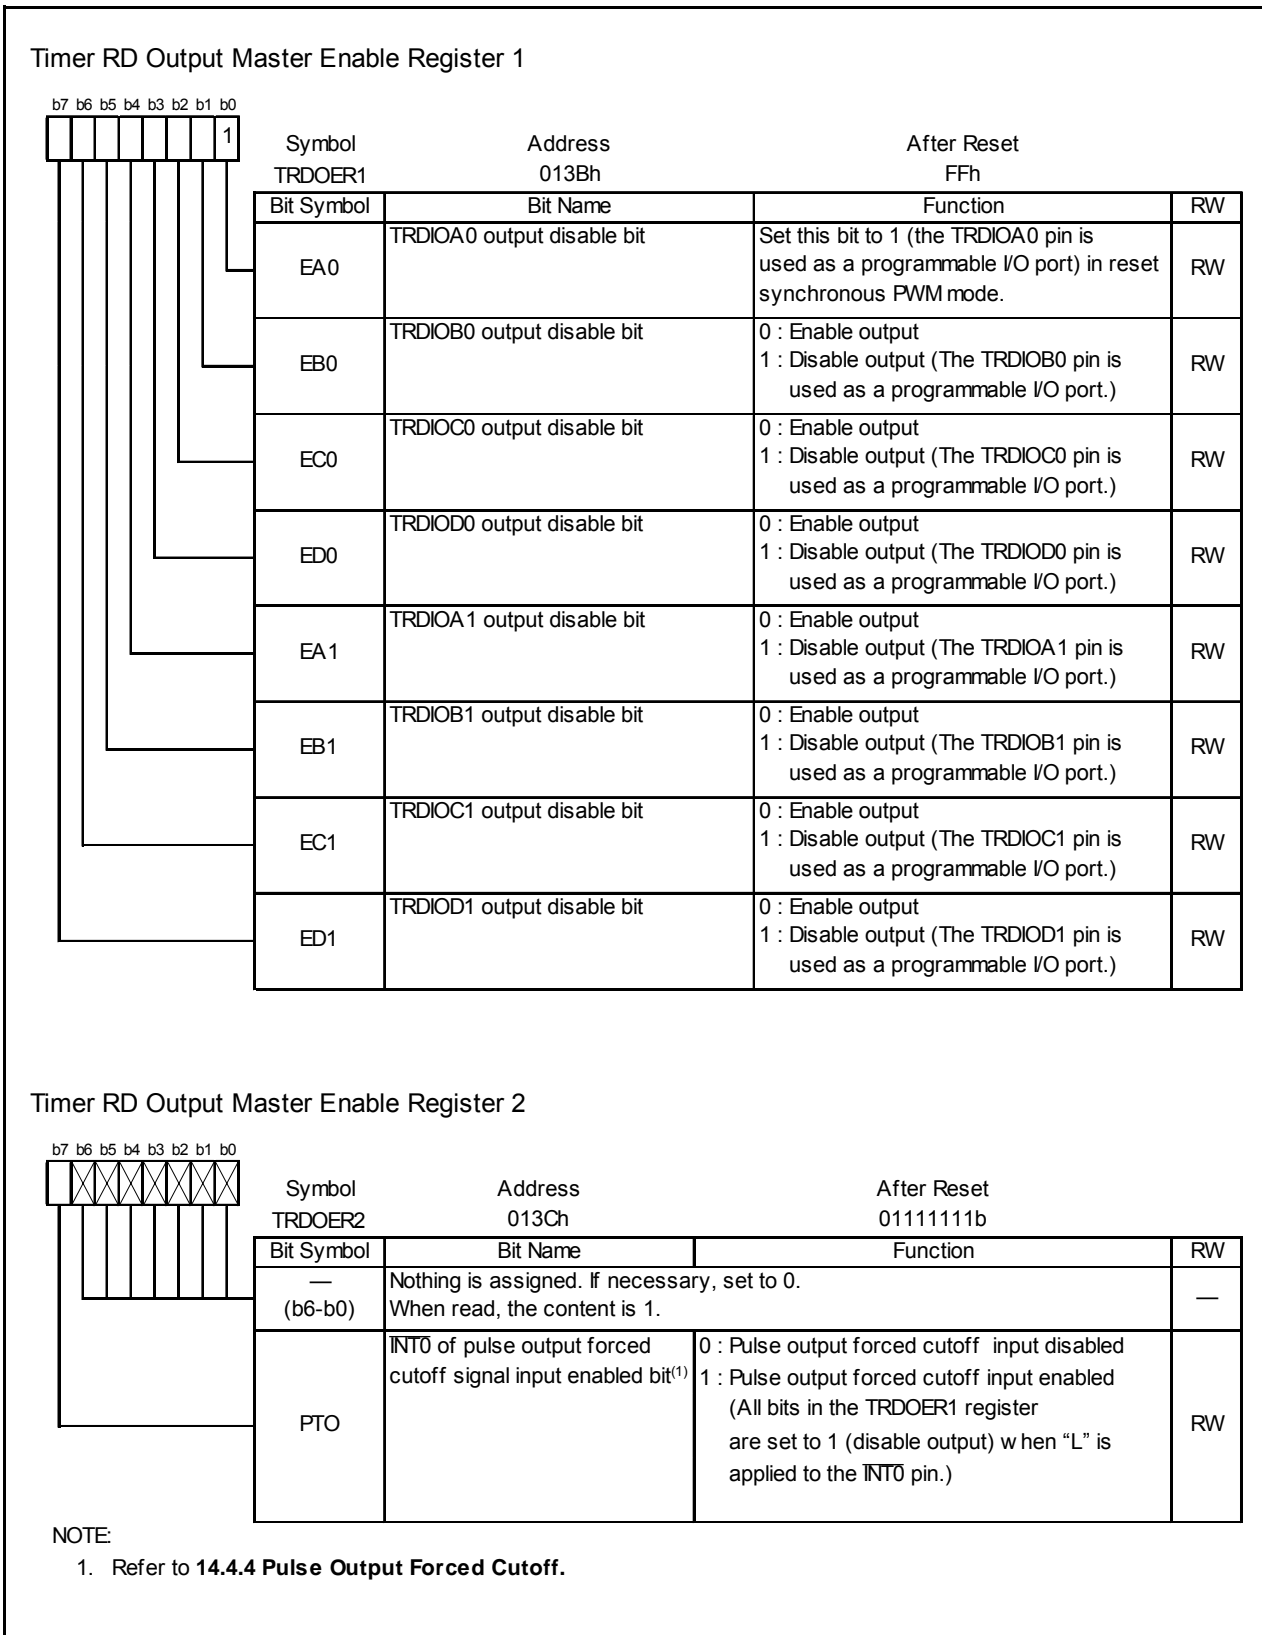 Timer RD Output Master Enable Register 1
b7 b6 b5 b4 b3 b2 b1 b0
1
Symbol Address After Reset
TRDOER1 013Bh FFh
Bit Symbol Bit Name Function RW
EA0 TRDIOA0 output disable bit Set this bit to 1 (the TRDIOA0 pin is RW
used as a programmable I/O port) in reset
synchronous PWM mode.
EB0 TRDIOB0 output disable bit 0 : Enable output RW
1 : Disable output (The TRDIOB0 pin is
used as a programmable I/O port.)
EC0 TRDIOC0 output disable bit 0 : Enable output RW
1 : Disable output (The TRDIOC0 pin is
used as a programmable I/O port.)
ED0 TRDIOD0 output disable bit 0 : Enable output RW
1 : Disable output (The TRDIOD0 pin is
used as a programmable I/O port.)
EA1 TRDIOA1 output disable bit 0 : Enable output RW
1 : Disable output (The TRDIOA1 pin is
used as a programmable I/O port.)
EB1 TRDIOB1 output disable bit 0 : Enable output RW
1 : Disable output (The TRDIOB1 pin is
used as a programmable I/O port.)
EC1 TRDIOC1 output disable bit 0 : Enable output RW
1 : Disable output (The TRDIOC1 pin is
used as a programmable I/O port.)
ED1 TRDIOD1 output disable bit 0 : Enable output RW
1 : Disable output (The TRDIOD1 pin is
used as a programmable I/O port.)
Timer RD Output Master Enable Register 2
b7 b6 b5 b4 b3 b2 b1 b0
Symbol Address After Reset
TRDOER2 013Ch 01111111b
Bit Symbol Bit Name Function RW
— Nothing is assigned. If necessary, set to 0. —
(b6-b0) When read, the content is 1.
PTO INT0 of pulse output forced 0 : Pulse output forced cutoff input disabled RW
cutoff signal input enabled bit(1) 1 : Pulse output forced cutoff input enabled
(All bits in the TRDOER1 register
are set to 1 (disable output) when “L” is
applied to the INT0 pin.)
NOTE:
1. Refer to 14.4.4 Pulse Output Forced Cutoff.